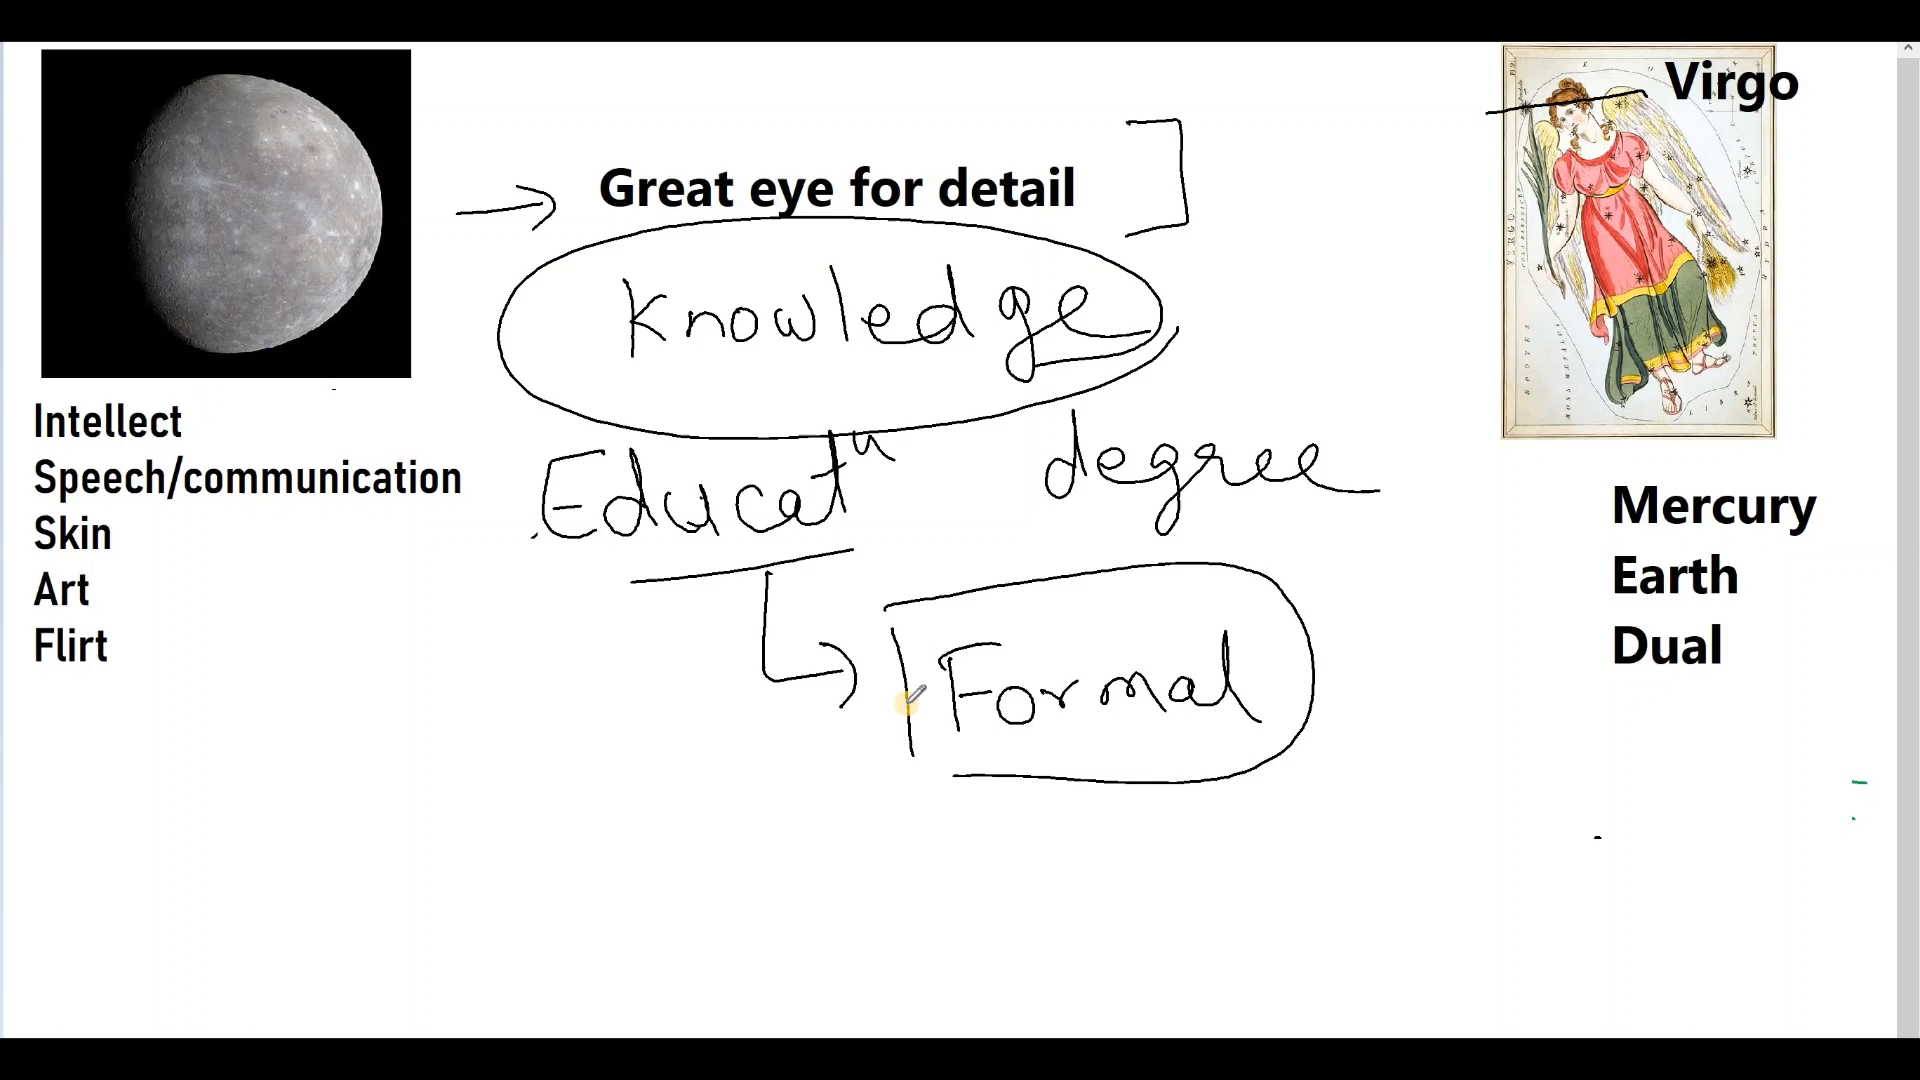 Virgo
Great eye for detail
Knowledge
Intellect
Speech/communication
Skin
Art
Flirt
Educatn
degree
Formal
Mercury
Earth
Dual